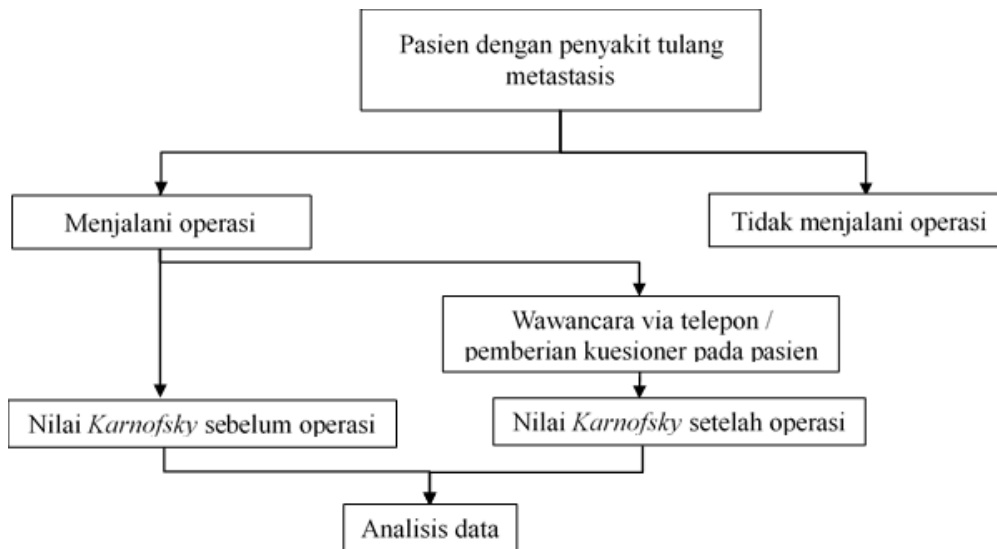 Pasien dengan penyakit tulang
metastasis
Menjalani operasi
Tidak menjalani operasi
Wawancara via telepon /
pemberian kuesioner pada pasien
Nilai Karnofsky sebelum operasi
Nilai Karnofsky setelah operasi
Analisis data